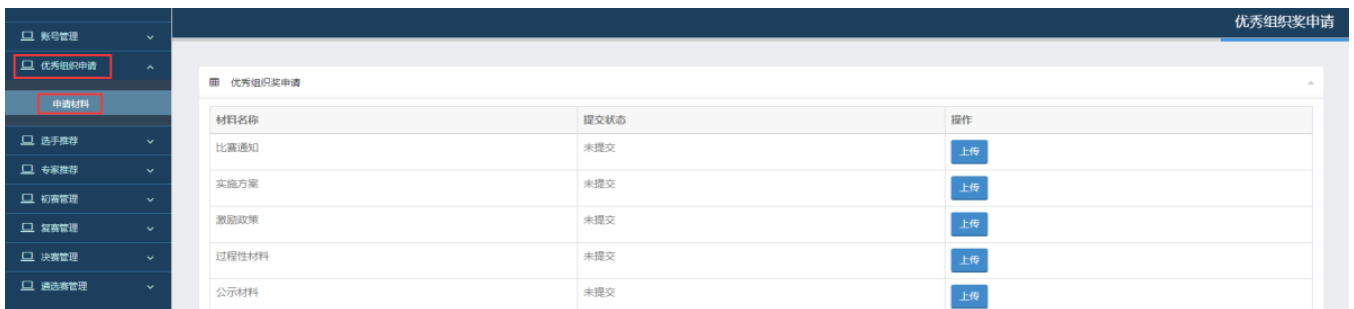 优秀组织奖申请
账号管理
优秀组织申请
申请材料
选手推荐
专家推荐
初赛管理
复赛管理
决赛管理
遴选赛管理
优秀组织奖申请
材料名称 提交状态 操作
比赛通知 未提交 上传
实施方案 未提交 上传
激励政策 未提交 上传
过程性材料 未提交 上传
公示材料 未提交 上传